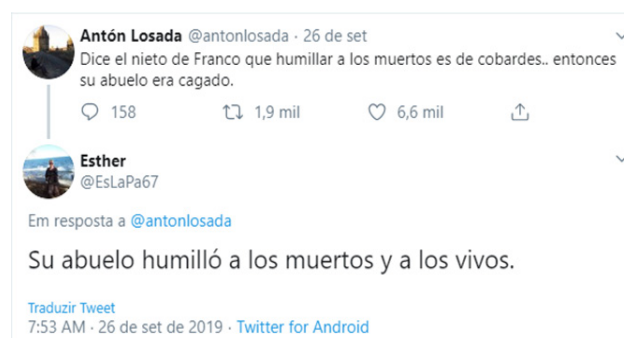 Antón Losada @antonlosada · 26 de set
Dice el nieto de Franco que humillar a los muertos es de cobardes.. entonces
su abuelo era cagado.
158 1,9 mil 6,6 mil
Esther
@EsLaPa67
Em resposta a @antonlosada
Su abuelo humilló a los muertos y a los vivos.
Traduzir Tweet
7:53 AM · 26 de set de 2019 · Twitter for Android